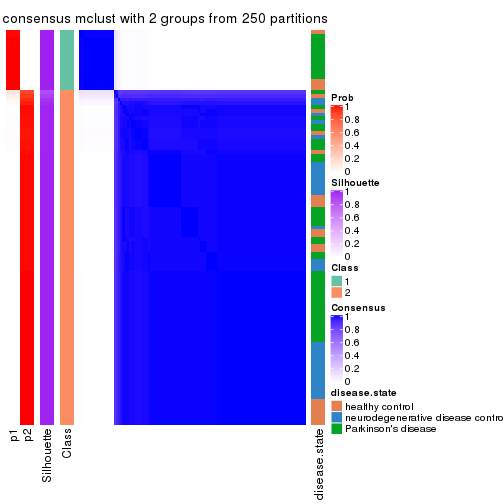 consensus mclust with 2 groups from 250 partitions
Prob
1
0.8
0.6
0.4
0.2
0
Silhouette
1
0.8
0.6
0.4
0.2
0
Class
1
2
Consensus
1
0.8
0.6
0.4
0.2
0
disease.state
healthy control
neurodegenerative disease contro
Parkinson's disease
p1
p2
Silhouette
Class
disease.state